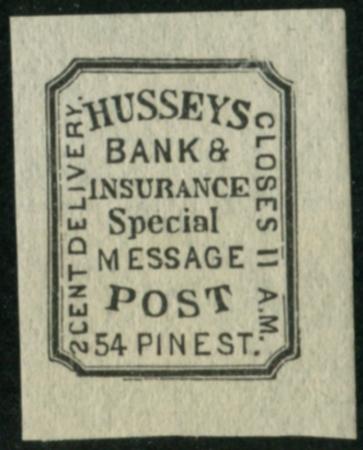 HUSSEYS
BANK &
INSURANCE
Special
MESSAGE
POST
54 PINE ST.
2 CENT DELIVERY.
CLOSES 11 A.M.